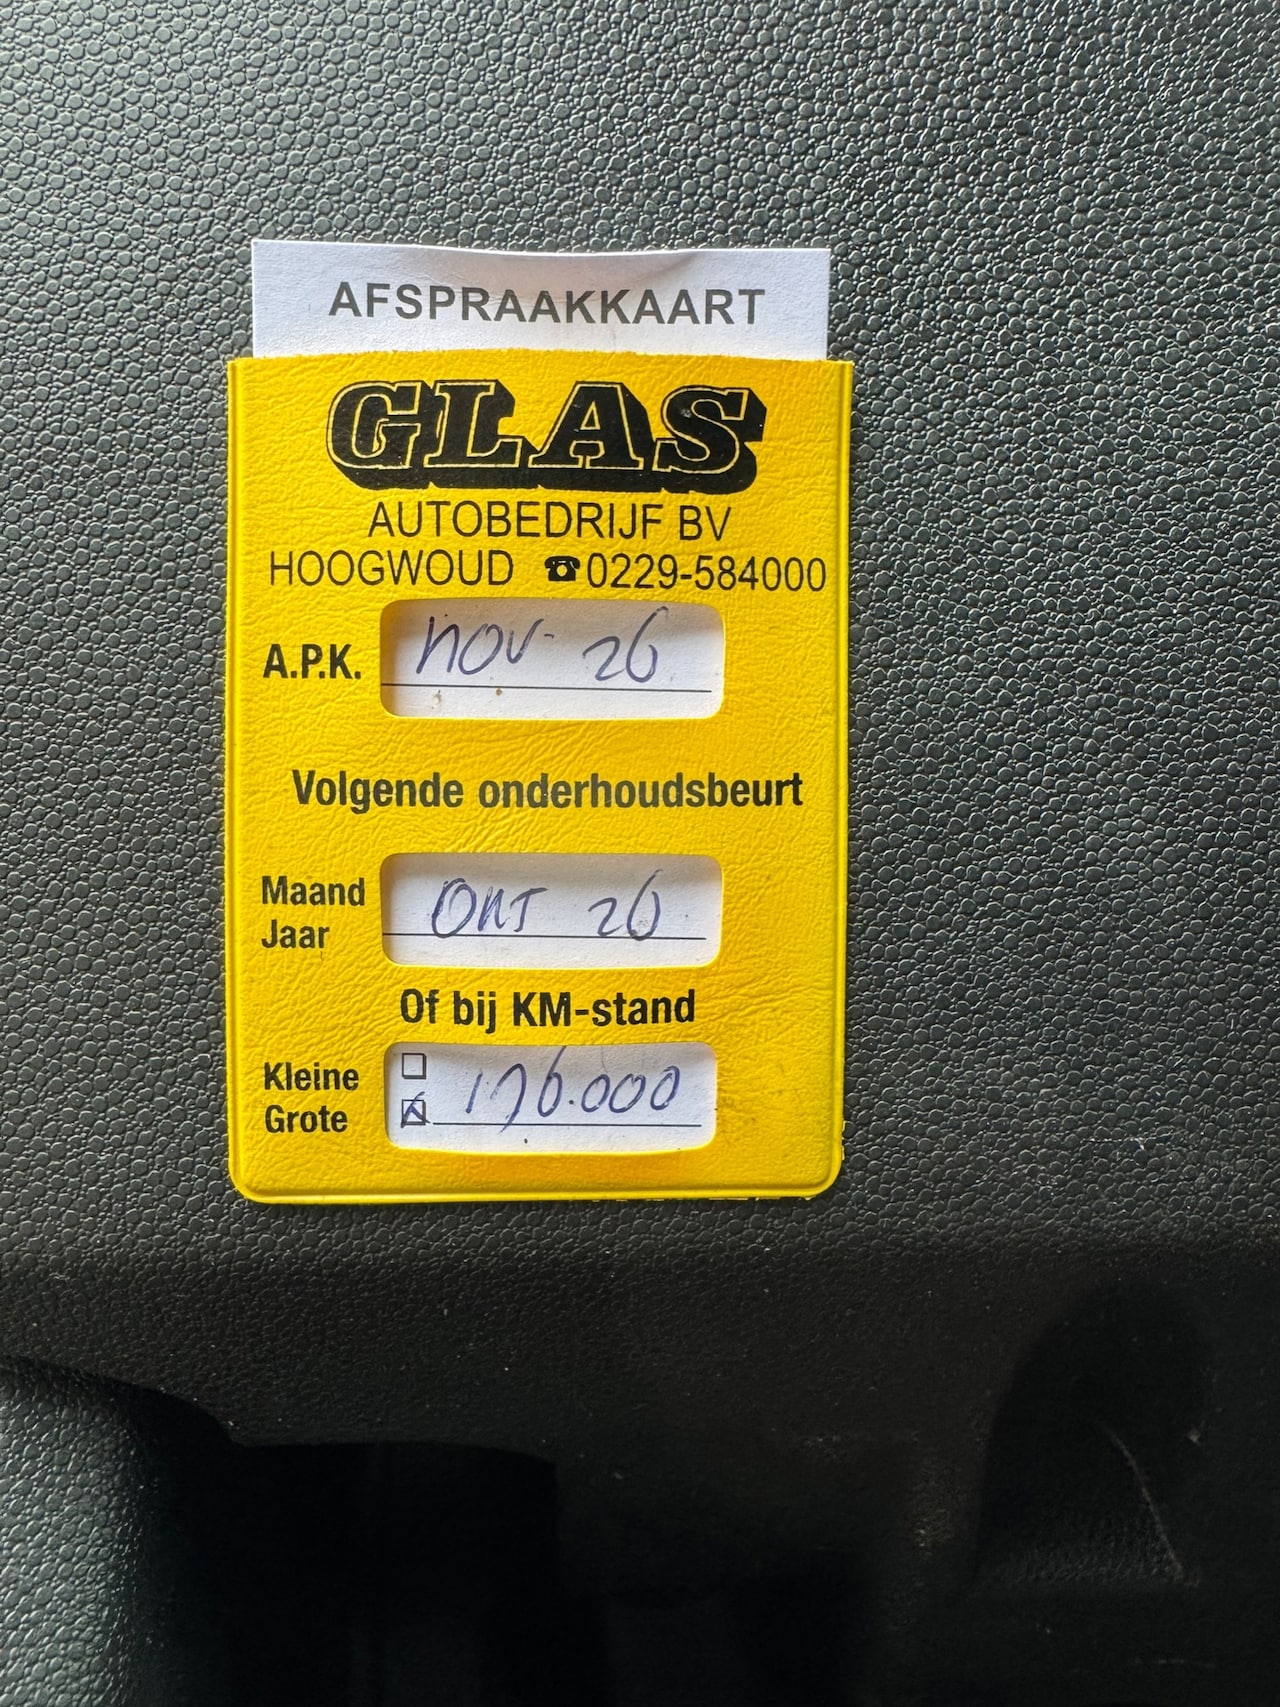 AFSPRAAKKAART
GLAS
AUTOBEDRIJF BV
HOOGWOUD ☎0229-584000
A.P.K. nov- 26
Volgende onderhoudsbeurt
Maand
Jaar
okt 26
Of bij KM-stand
Kleine ☐
Grote ☒ 176.000